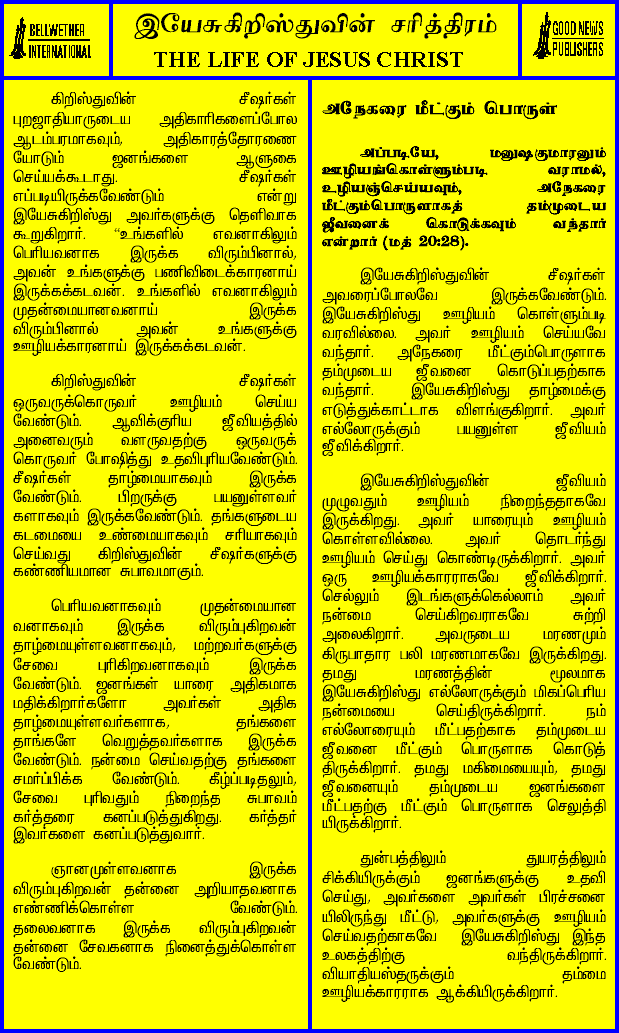 BELLWETHER
INTERNATIONAL
இயேசுகிறிஸ்துவின் சரித்திரம்
THE LIFE OF JESUS CHRIST
GOOD NEWS
PUBLISHERS
கிறிஸ்துவின் சீஷர்கள்
புறஜாதியாருடைய அதிகாரிகளைப்போல
ஆடம்பரமாகவும், அதிகாரத்தோரணை
யோடும் ஜனங்களை ஆளுகை
செய்யக்கூடாது. சீஷர்கள்
எப்படியிருக்கவேண்டும் என்று
இயேசுகிறிஸ்து அவர்களுக்கு தெளிவாக
கூறுகிறார். “உங்களில் எவனாகிலும்
பெரியவனாக இருக்க விரும்பினால்,
அவன் உங்களுக்கு பணிவிடைக்காரனாய்
இருக்கக்கடவன். உங்களில் எவனாகிலும்
முதன்மையானவனாய் இருக்க
விரும்பினால் அவன் உங்களுக்கு
ஊழியக்காரனாய் இருக்கக்கடவன்.
கிறிஸ்துவின் சீஷர்கள்
ஒருவருக்கொருவர் ஊழியம் செய்ய
வேண்டும். ஆவிக்குரிய ஜீவியத்தில்
அனைவரும் வளருவதற்கு ஒருவருக்
கொருவர் போஷித்து உதவிபுரியவேண்டும்.
சீஷர்கள் தாழ்மையாகவும் இருக்க
வேண்டும். பிறருக்கு பயனுள்ளவர்
களாகவும் இருக்கவேண்டும். தங்களுடைய
கடமையை உண்மையாகவும் சரியாகவும்
செய்வது கிறிஸ்துவின் சீஷர்களுக்கு
கண்ணியமான சுபாவமாகும்.
பெரியவனாகவும் முதன்மையான
வனாகவும் இருக்க விரும்புகிறவன்
தாழ்மையுள்ளவனாகவும், மற்றவர்களுக்கு
சேவை புரிகிறவனாகவும் இருக்க
வேண்டும். ஜனங்கள் யாரை அதிகமாக
மதிக்கிறார்களோ அவர்கள் அதிக
தாழ்மையுள்ளவர்களாக, தங்களை
தாங்களே வெறுத்தவர்களாக இருக்க
வேண்டும். நன்மை செய்வதற்கு தங்களை
சமர்ப்பிக்க வேண்டும். கீழ்ப்படிதலும்,
சேவை புரிவதும் நிறைந்த சுபாவம்
கர்த்தரை கனப்படுத்துகிறது. கர்த்தர்
இவர்களை கனப்படுத்துவார்.
ஞானமுள்ளவனாக இருக்க
விரும்புகிறவன் தன்னை அறியாதவனாக
எண்ணிக்கொள்ள வேண்டும்.
தலைவனாக இருக்க விரும்புகிறவன்
தன்னை சேவகனாக நினைத்துக்கொள்ள
வேண்டும்.
அநேகரை மீட்கும் பொருள்
அப்படியே, மனுஷகுமாரனும்
ஊழியங்கொள்ளும்படி வராமல்,
உழியஞ்செய்யவும், அநேகரை
மீட்கும்பொருளாகத் தம்முடைய
ஜீவனைக் கொடுக்கவும் வந்தார்
என்றார் (மத் 20:28).
இயேசுகிறிஸ்துவின் சீஷர்கள்
அவரைப்போலவே இருக்கவேண்டும்.
இயேசுகிறிஸ்து ஊழியம் கொள்ளும்படி
வரவில்லை. அவர் ஊழியம் செய்யவே
வந்தார். அநேகரை மீட்கும்பொருளாக
தம்முடைய ஜீவனை கொடுப்பதற்காக
வந்தார். இயேசுகிறிஸ்து தாழ்மைக்கு
எடுத்துக்காட்டாக விளங்குகிறார். அவர்
எல்லோருக்கும் பயனுள்ள ஜீவியம்
ஜீவிக்கிறார்.
இயேசுகிறிஸ்துவின் ஜீவியம்
முழுவதும் ஊழியம் நிறைந்ததாகவே
இருக்கிறது. அவர் யாரையும் ஊழியம்
கொள்ளவில்லை. அவர் தொடர்ந்து
ஊழியம் செய்து கொண்டிருக்கிறார். அவர்
ஒரு ஊழியக்காரராகவே ஜீவிக்கிறார்.
செல்லும் இடங்களுக்கெல்லாம் அவர்
நன்மை செய்கிறவராகவே சுற்றி
அலைகிறார். அவருடைய மரணமும்
கிருபாதார பலி மரணமாகவே இருக்கிறது.
தமது மரணத்தின் மூலமாக
இயேசுகிறிஸ்து எல்லோருக்கும் மிகப்பெரிய
நன்மையை செய்திருக்கிறார். நம்
எல்லோரையும் மீட்பதற்காக தம்முடைய
ஜீவனை மீட்கும் பொருளாக கொடுத்
திருக்கிறார். தமது மகிமையையும், தமது
ஜீவனையும் தம்முடைய ஜனங்களை
மீட்பதற்கு மீட்கும் பொருளாக செலுத்தி
யிருக்கிறார்.
துன்பத்திலும் துயரத்திலும்
சிக்கியிருக்கும் ஜனங்களுக்கு உதவி
செய்து, அவர்களை அவர்கள் பிரச்சனை
யிலிருந்து மீட்டு, அவர்களுக்கு ஊழியம்
செய்வதற்காகவே இயேசுகிறிஸ்து இந்த
உலகத்திற்கு வந்திருக்கிறார்.
வியாதியஸ்தருக்கும் தம்மை
ஊழியக்காரராக ஆக்கியிருக்கிறார்.